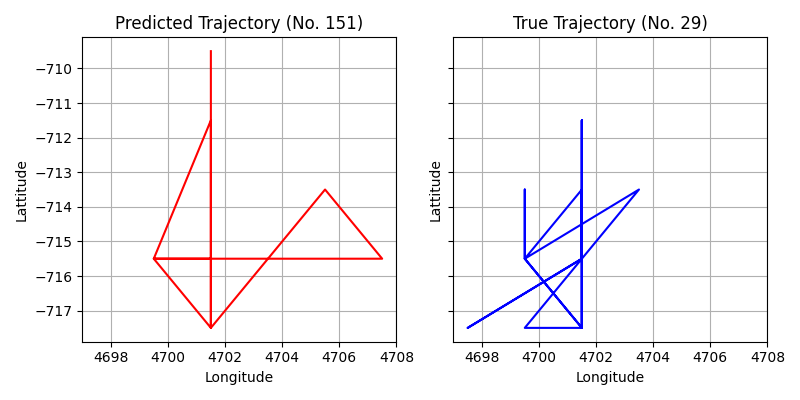 Predicted Trajectory (No. 151)
Lattitude
−710
−711
−712
−713
−714
−715
−716
−717
4698 4700 4702 4704 4706 4708
Longitude
True Trajectory (No. 29)
Lattitude
4698 4700 4702 4704 4706 4708
Longitude